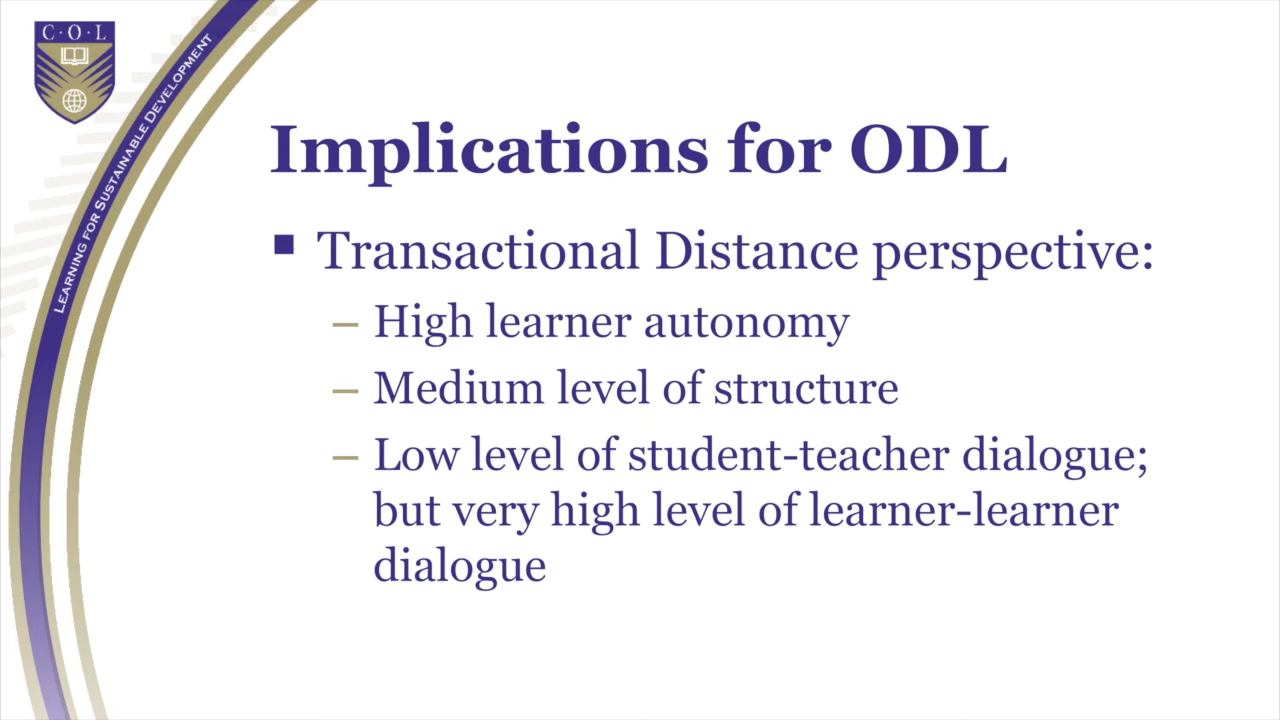 C·O·L
LEARNING FOR SUSTAINABLE DEVELOPMENT
Implications for ODL
▪ Transactional Distance perspective:
– High learner autonomy
– Medium level of structure
– Low level of student-teacher dialogue;
but very high level of learner-learner
dialogue